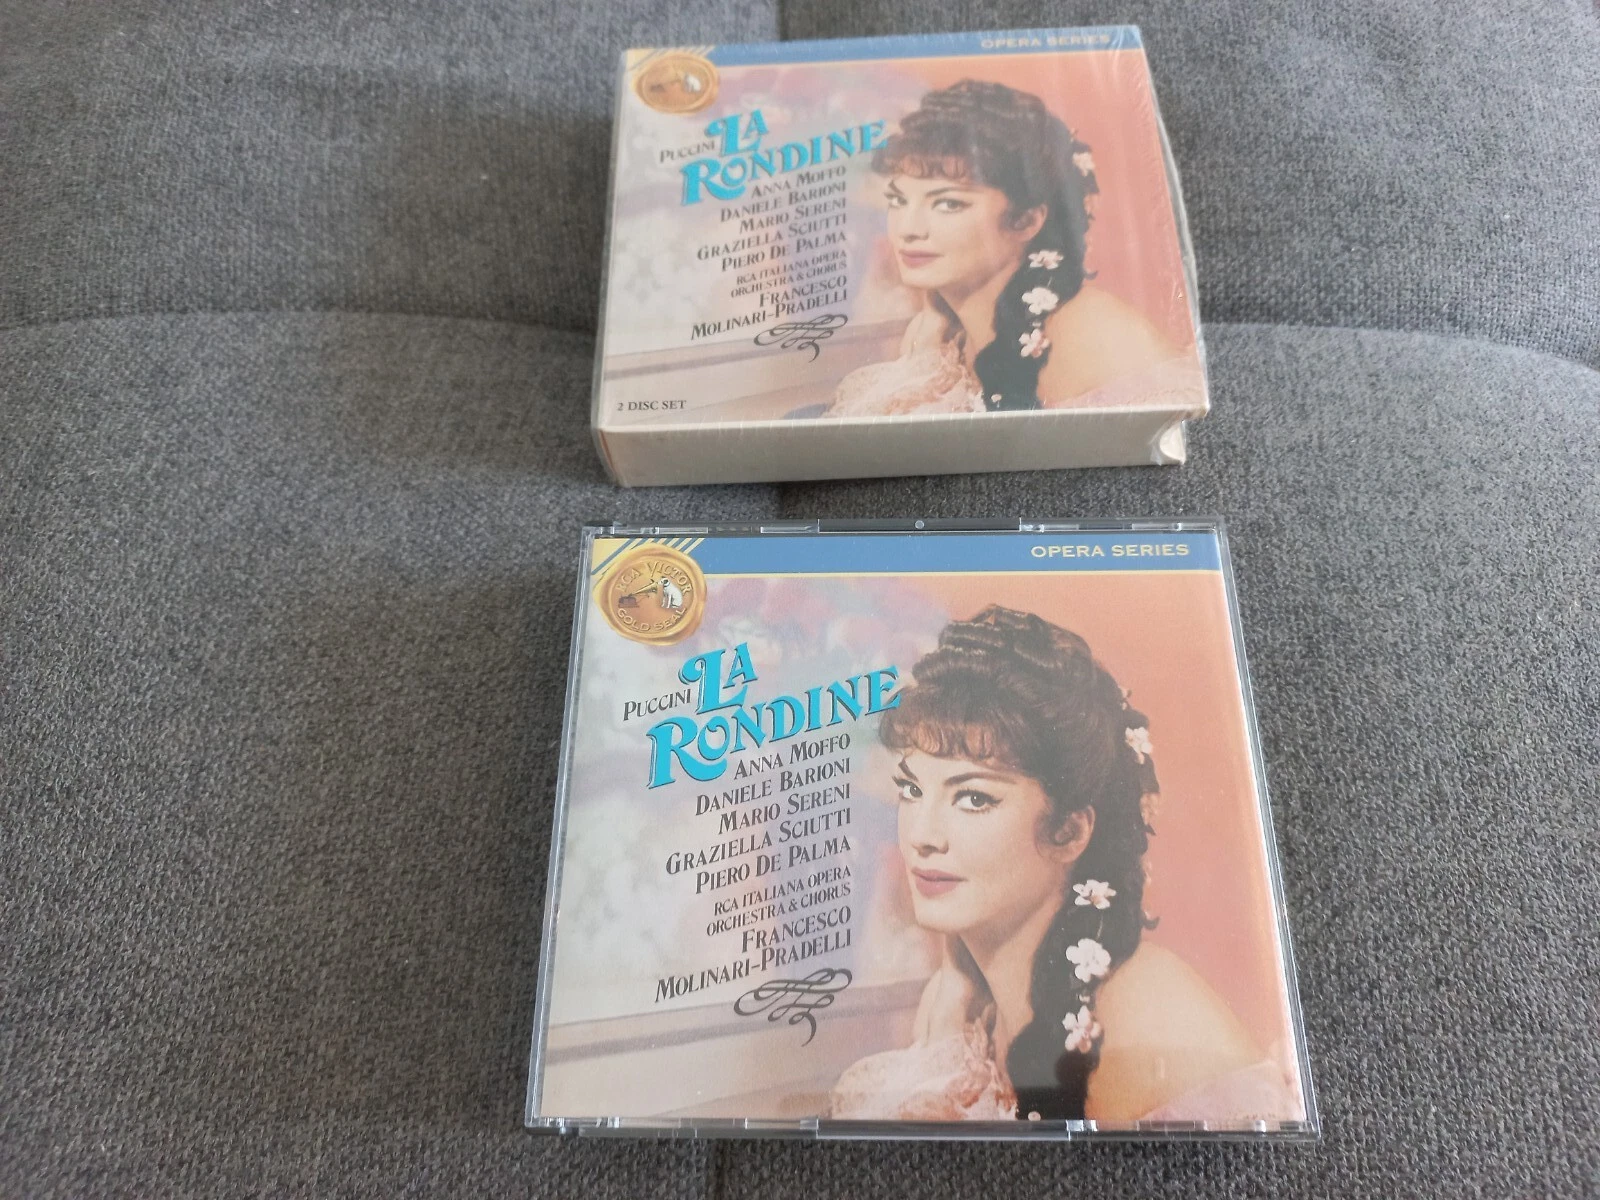 OPERA SERIES
PUCCINI
LA
RONDINE
ANNA MOFFO
DANIELE BARIONI
MARIO SERENI
GRAZIELLA SCIUTTI
PIERO DE PALMA
RCA ITALIANA OPERA
ORCHESTRA & CHORUS
FRANCESCO
MOLINARI-PRADELLI
2 DISC SET
OPERA SERIES
RCA VICTOR
GOLD SEAL
PUCCINI
LA
RONDINE
ANNA MOFFO
DANIELE BARIONI
MARIO SERENI
GRAZIELLA SCIUTTI
PIERO DE PALMA
RCA ITALIANA OPERA
ORCHESTRA & CHORUS
FRANCESCO
MOLINARI-PRADELLI